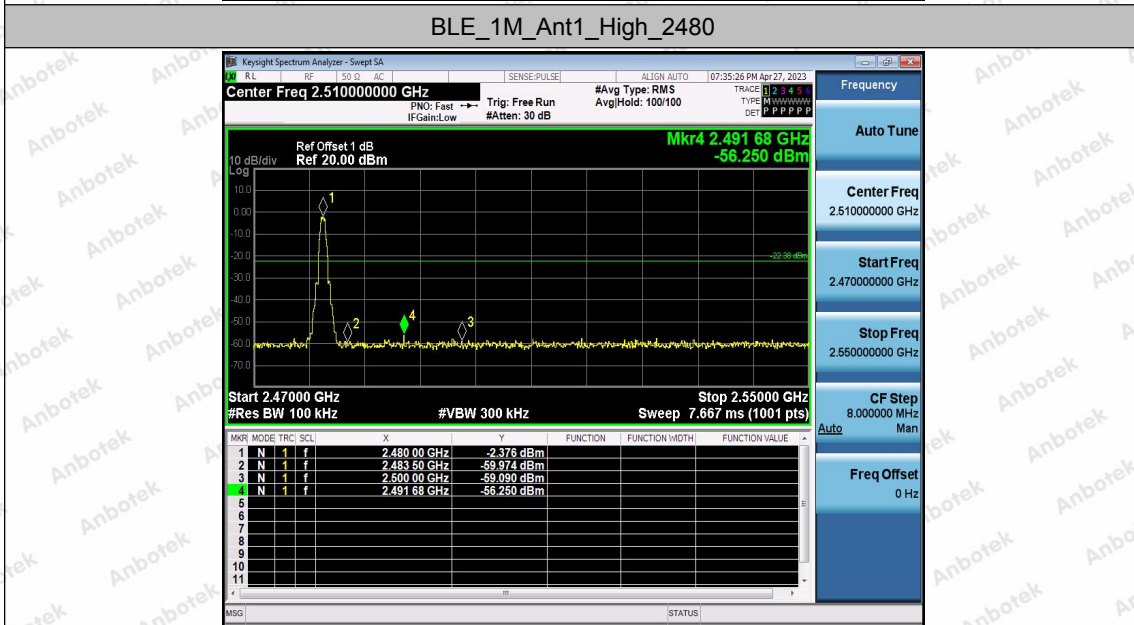 BLE_1M_Ant1_High_2480
Keysight Spectrum Analyzer - Swept SA
LXI RL RF 50 Ω AC SENSE:PULSE ALIGN AUTO 07:35:26 PM Apr 27, 2023
Center Freq 2.510000000 GHz
PNO: Fast
IFGain:Low
Trig: Free Run
#Atten: 30 dB
#Avg Type: RMS
Avg|Hold: 100/100
TRACE 1 2 3 4 5 6
TYPE M WWWWW
DET P P P P P P
Mkr4 2.491 68 GHz
-56.250 dBm
Ref Offset 1 dB
10 dB/div Ref 20.00 dBm
Log
10.0
0.00
-10.0
-20.0
-30.0
-40.0
-50.0
-60.0
-70.0
1
2
4
3
-22.38 dBm
Start 2.47000 GHz Stop 2.55000 GHz
#Res BW 100 kHz #VBW 300 kHz Sweep 7.667 ms (1001 pts)
MKR MODE TRC SCL X Y FUNCTION FUNCTION WIDTH FUNCTION VALUE
1 N 1 f 2.480 00 GHz -2.376 dBm
2 N 1 f 2.483 50 GHz -59.974 dBm
3 N 1 f 2.500 00 GHz -59.090 dBm
4 N 1 f 2.491 68 GHz -56.250 dBm
5
6
7
8
9
10
11
MSG STATUS
Frequency
Auto Tune
Center Freq
2.510000000 GHz
Start Freq
2.470000000 GHz
Stop Freq
2.550000000 GHz
CF Step
8.000000 MHz
Auto Man
Freq Offset
0 Hz
Anbotek